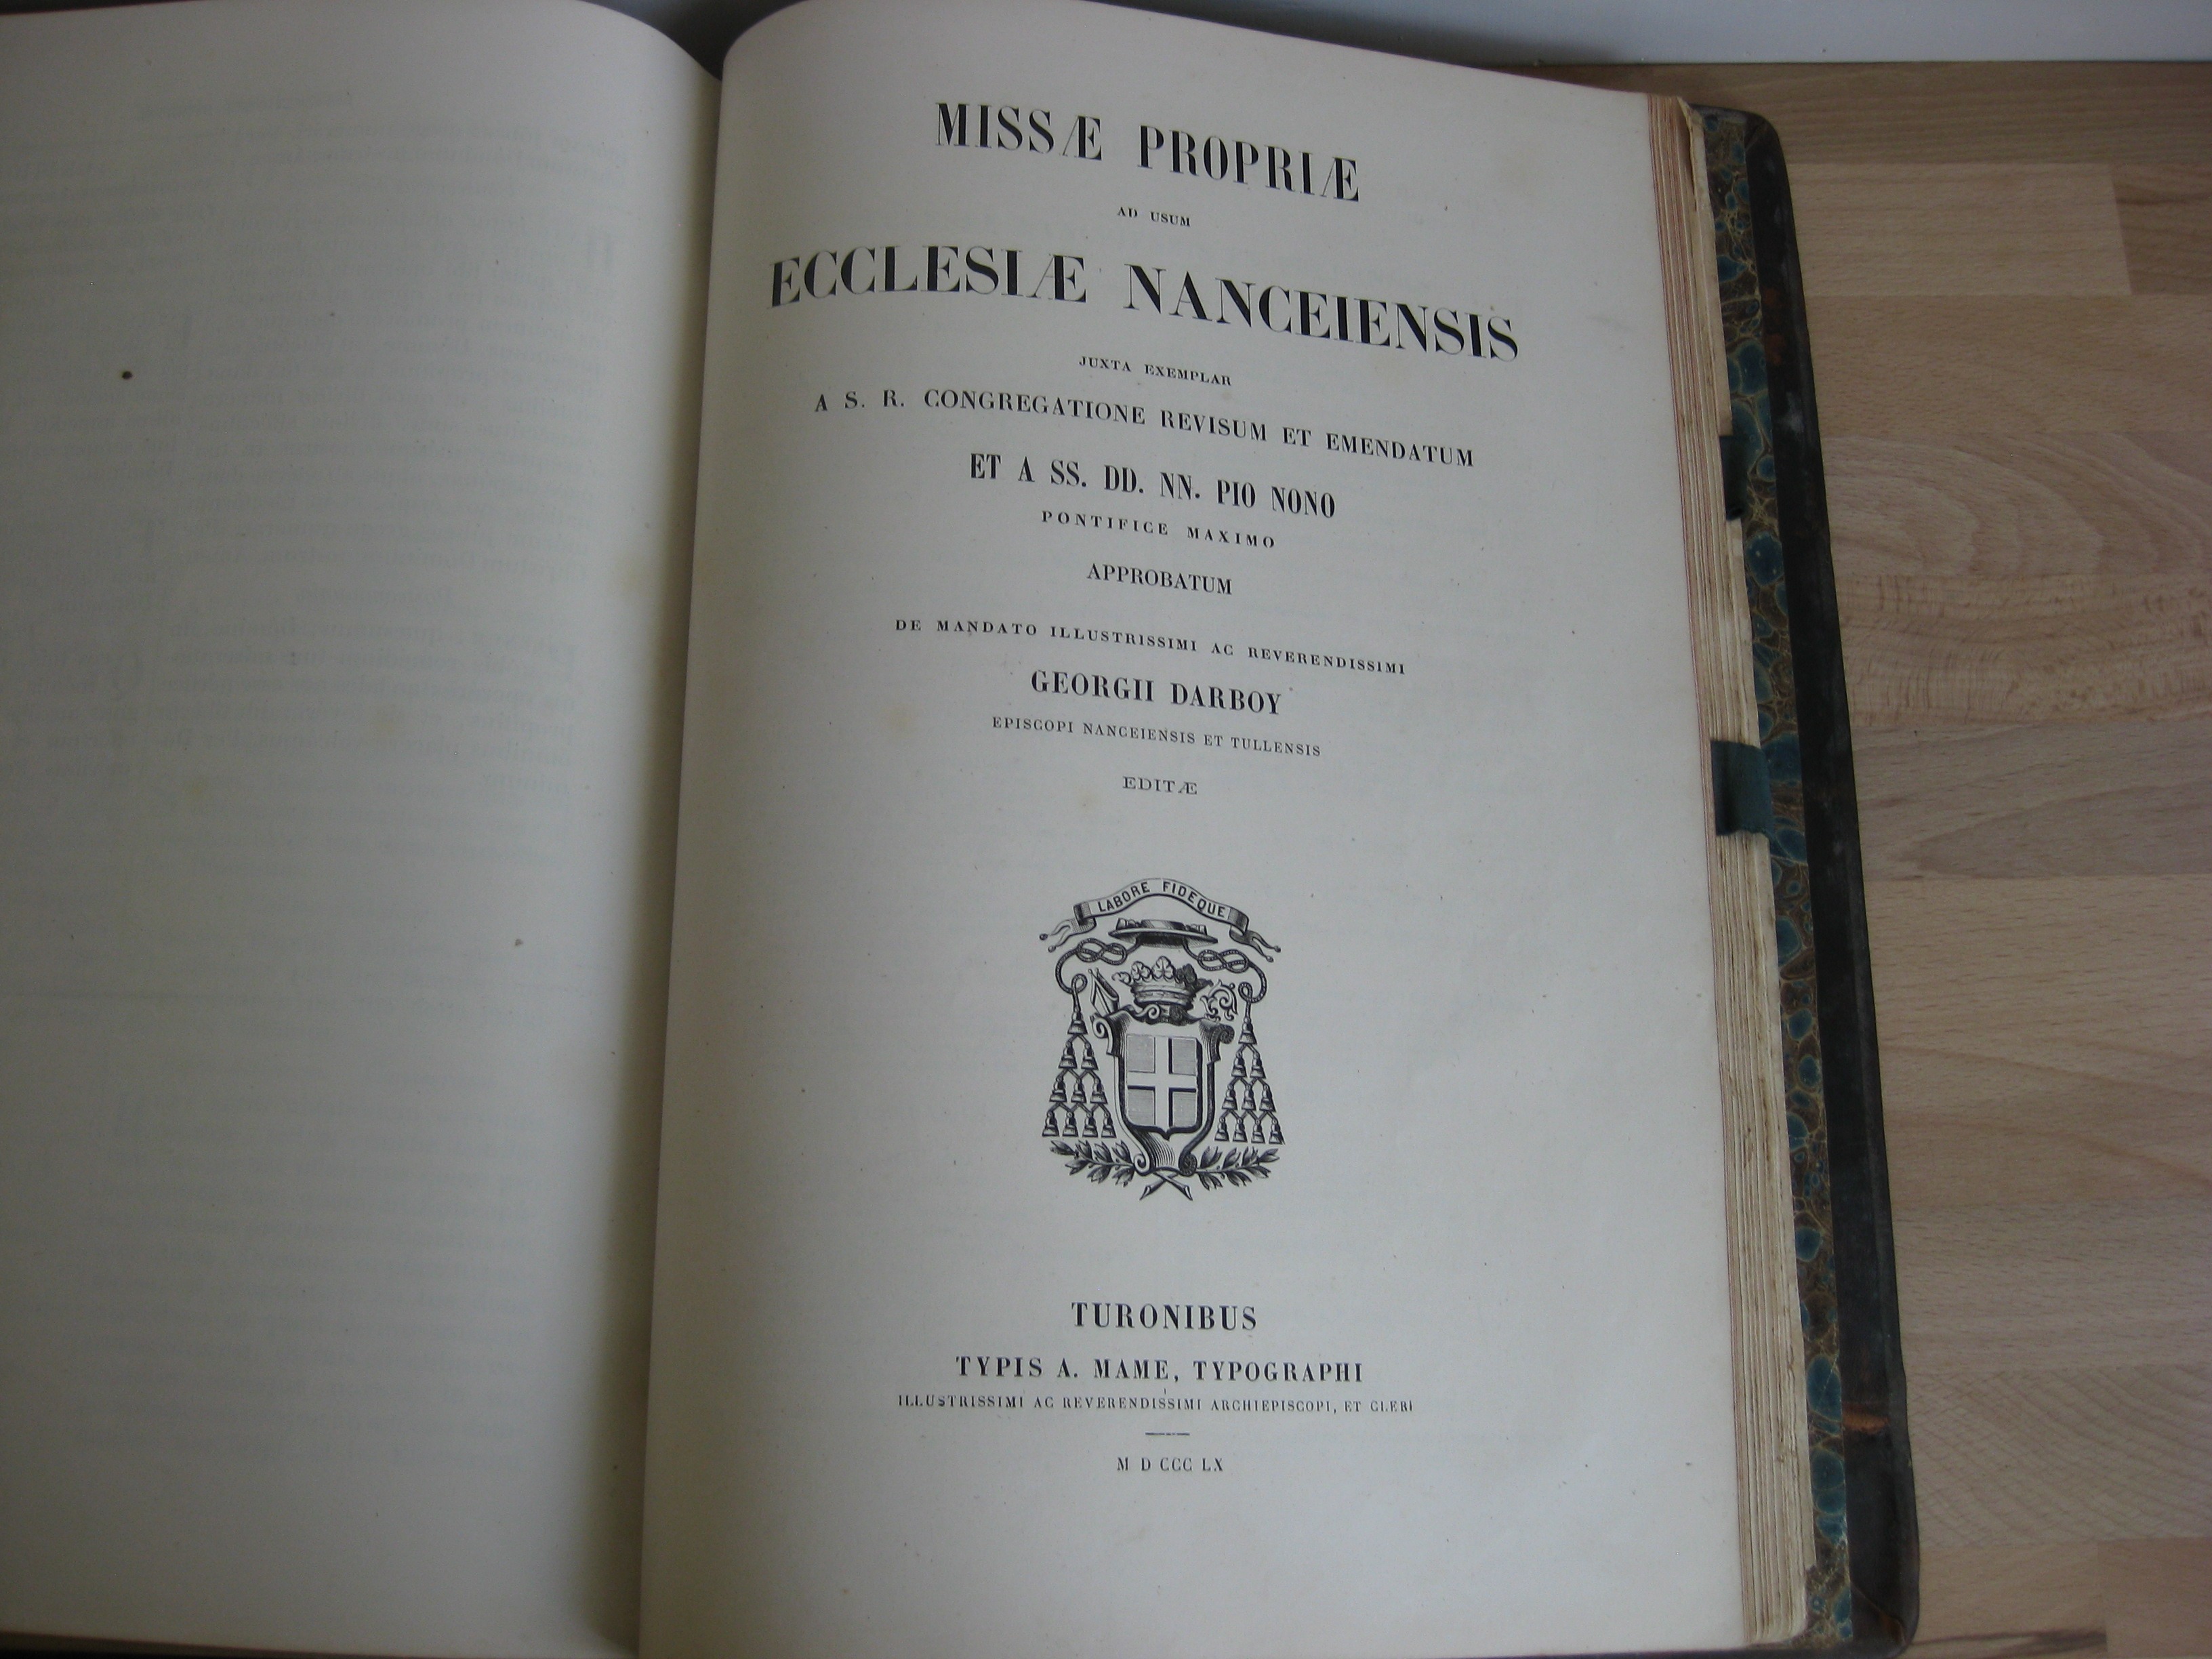 MISSÆ PROPRIÆ
AD USUM
ECCLESIÆ NANCEIENSIS
JUXTA EXEMPLAR
A S. R. CONGREGATIONE REVISUM ET EMENDATUM
ET A SS. DD. NN. PIO NONO
PONTIFICE MAXIMO
APPROBATUM
DE MANDATO ILLUSTRISSIMI AC REVERENDISSIMI
GEORGII DARBOY
EPISCOPI NANCEIENSIS ET TULLENSIS
EDITÆ
LABORE FIDEQUE
TURONIBUS
TYPIS A. MAME, TYPOGRAPHI
ILLUSTRISSIMI AC REVERENDISSIMI ARCHIEPISCOPI, ET CLERI
M D CCC LX